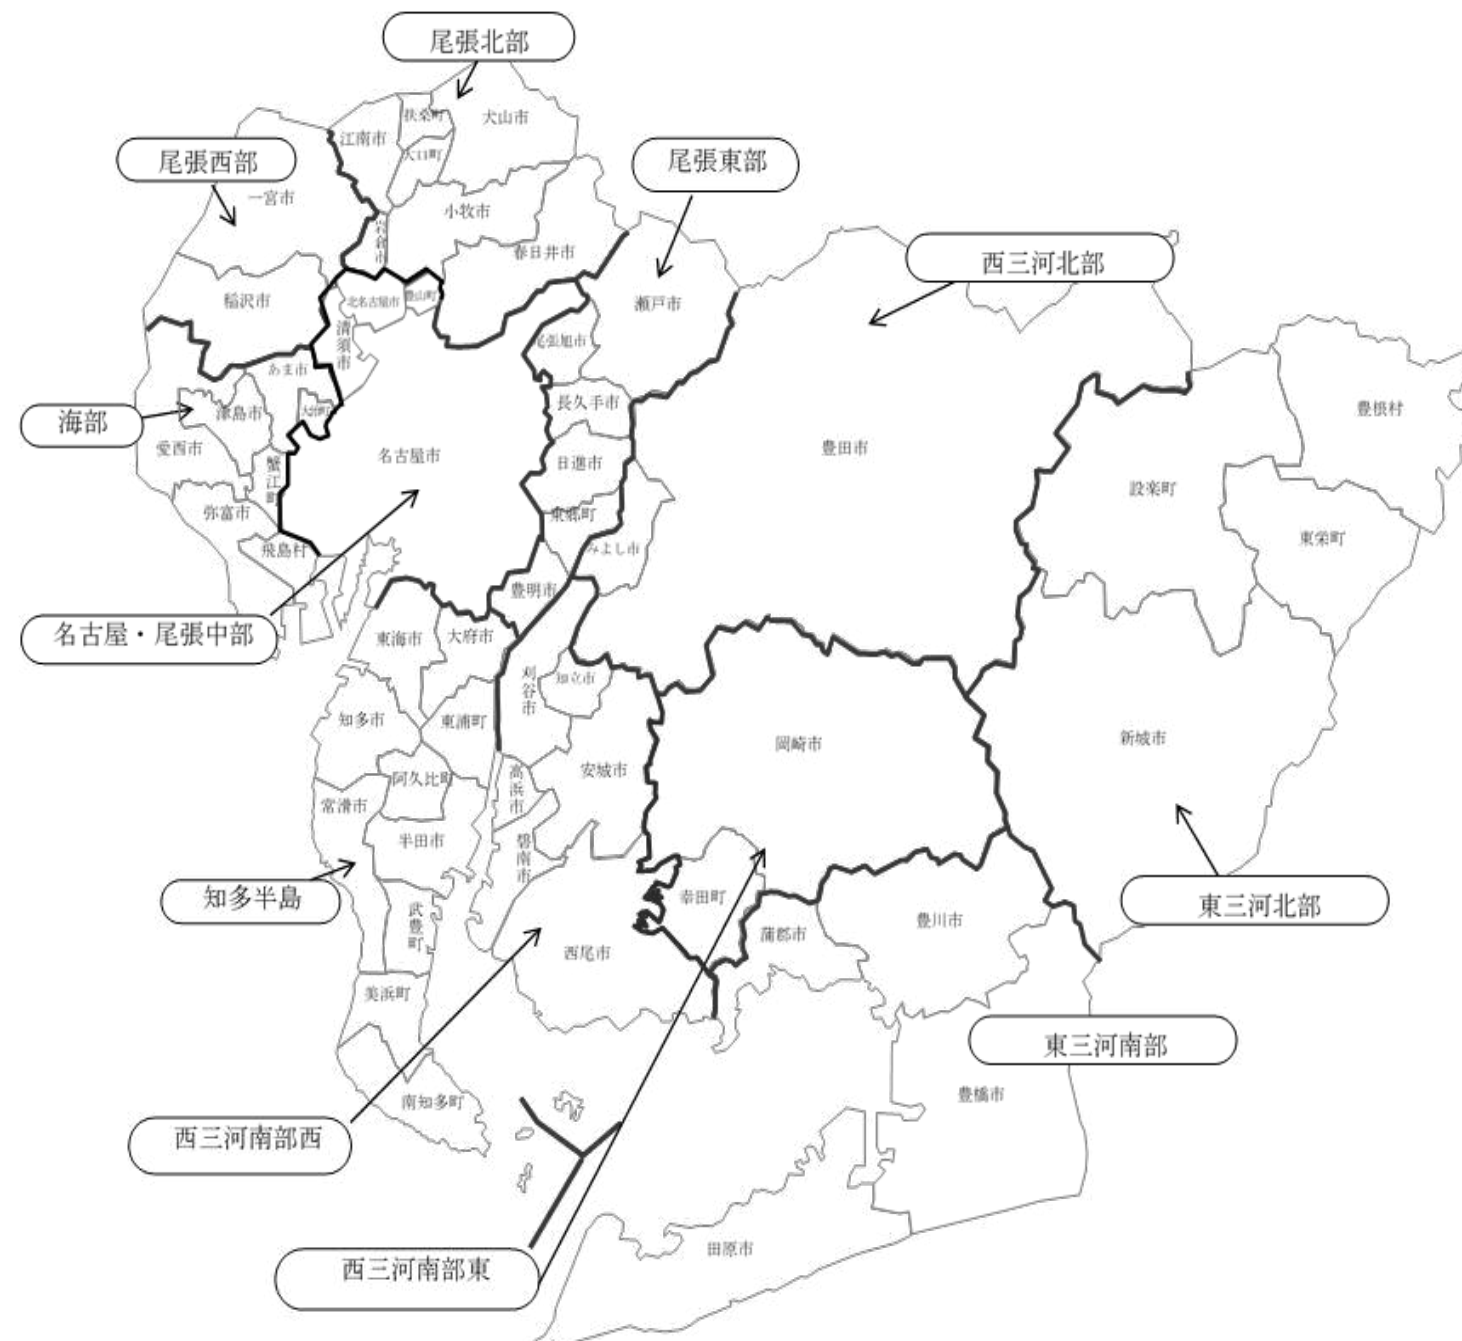 尾張北部
扶桑町
犬山市
江南市
大口町
尾張西部
尾張東部
一宮市
小牧市
岩倉市
春日井市
西三河北部
稲沢市
北名古屋市
豊山町
瀬戸市
清須市
尾張旭市
あま市
海部
津島市
大治町
長久手市
豊根村
愛西市
名古屋市
豊田市
蟹江町
日進市
設楽町
弥富市
東郷町
東栄町
飛島村
みよし市
豊明市
名古屋・尾張中部
東海市
大府市
刈谷市
知立市
知多市
東浦町
岡崎市
新城市
阿久比町
高浜市
安城市
常滑市
半田市
碧南市
知多半島
武豊町
幸田町
蒲郡市
豊川市
東三河北部
西尾市
美浜町
東三河南部
南知多町
豊橋市
西三河南部西
西三河南部東
田原市